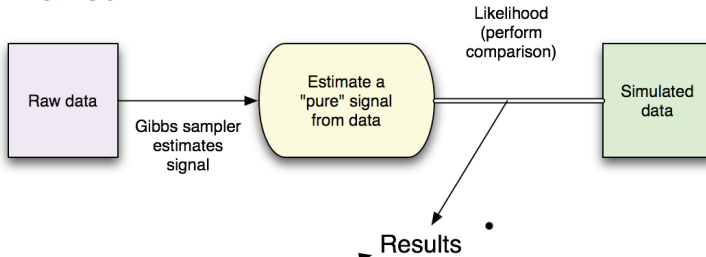 Likelihood
(perform
comparison)
Raw data
Gibbs sampler
estimates
signal
Estimate a
"pure" signal
from data
Simulated
data
Results